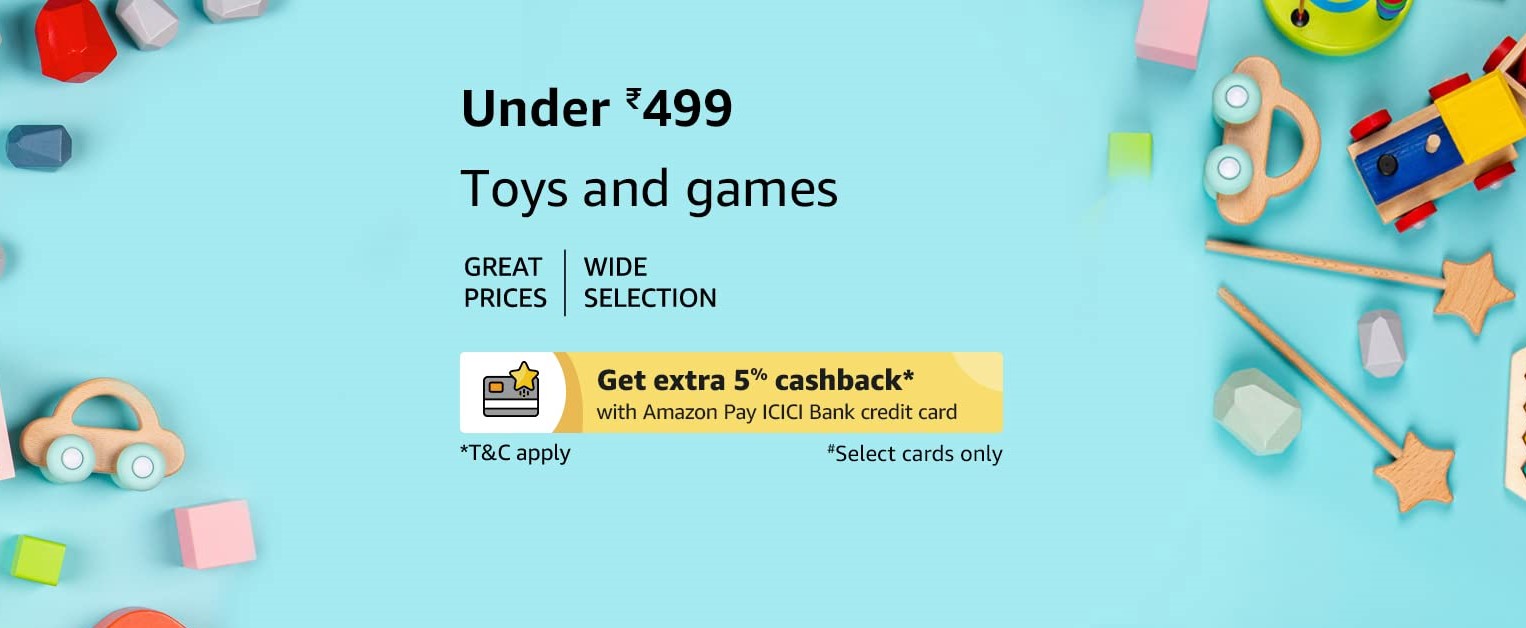 Under ₹499
Toys and games
GREAT PRICES
WIDE SELECTION
Get extra 5% cashback*
with Amazon Pay ICICI Bank credit card
*T&C apply
#Select cards only